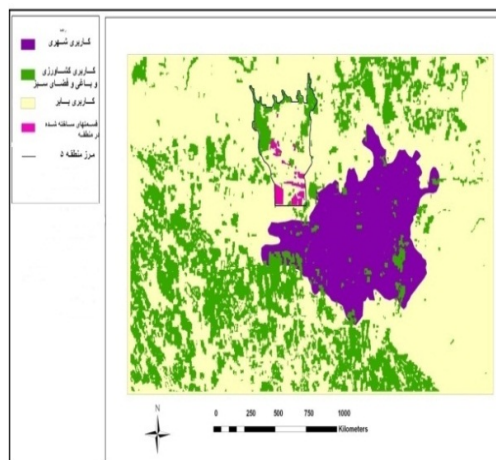 کاربری شهری
کاربری کشاورزی
و باغی و فضای سبز
کاربری بایر
قسمتهای ساخته شده
در منطقه
مرز منطقه ۵
N
0 250 500 750 1000
Kilometers